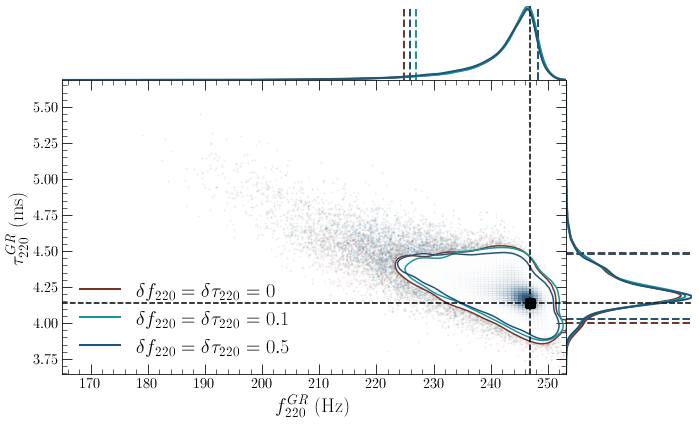 5.50
5.25
5.00
4.75
4.50
4.25
4.00
3.75
τ_{220}^{GR} (ms)
δf_{220} = δτ_{220} = 0
δf_{220} = δτ_{220} = 0.1
δf_{220} = δτ_{220} = 0.5
170 180 190 200 210 220 230 240 250
f_{220}^{GR} (Hz)